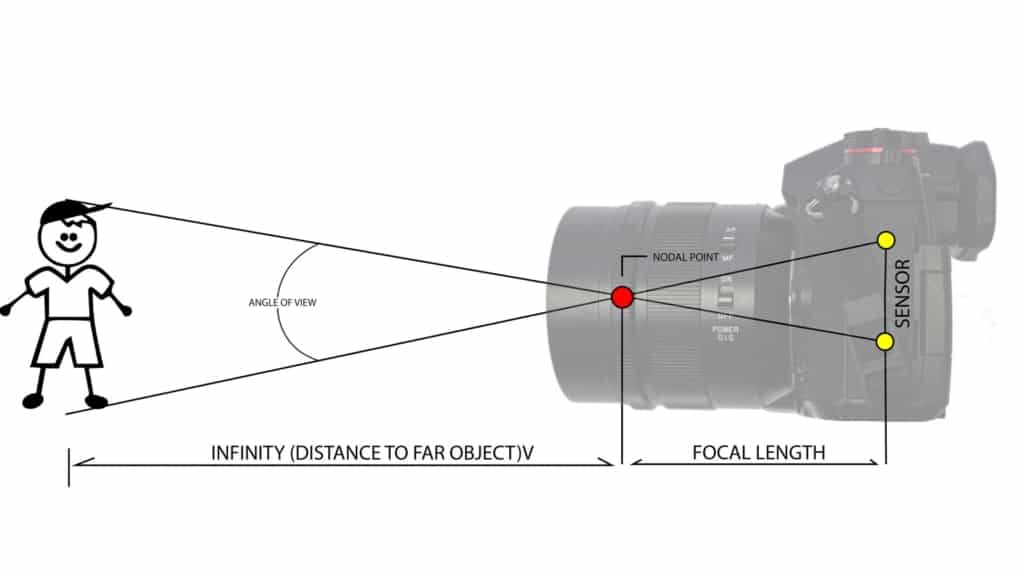 NODAL POINT
ANGLE OF VIEW
SENSOR
AF
MF
OFF
POWER
O.I.S.
INFINITY (DISTANCE TO FAR OBJECT)V
FOCAL LENGTH